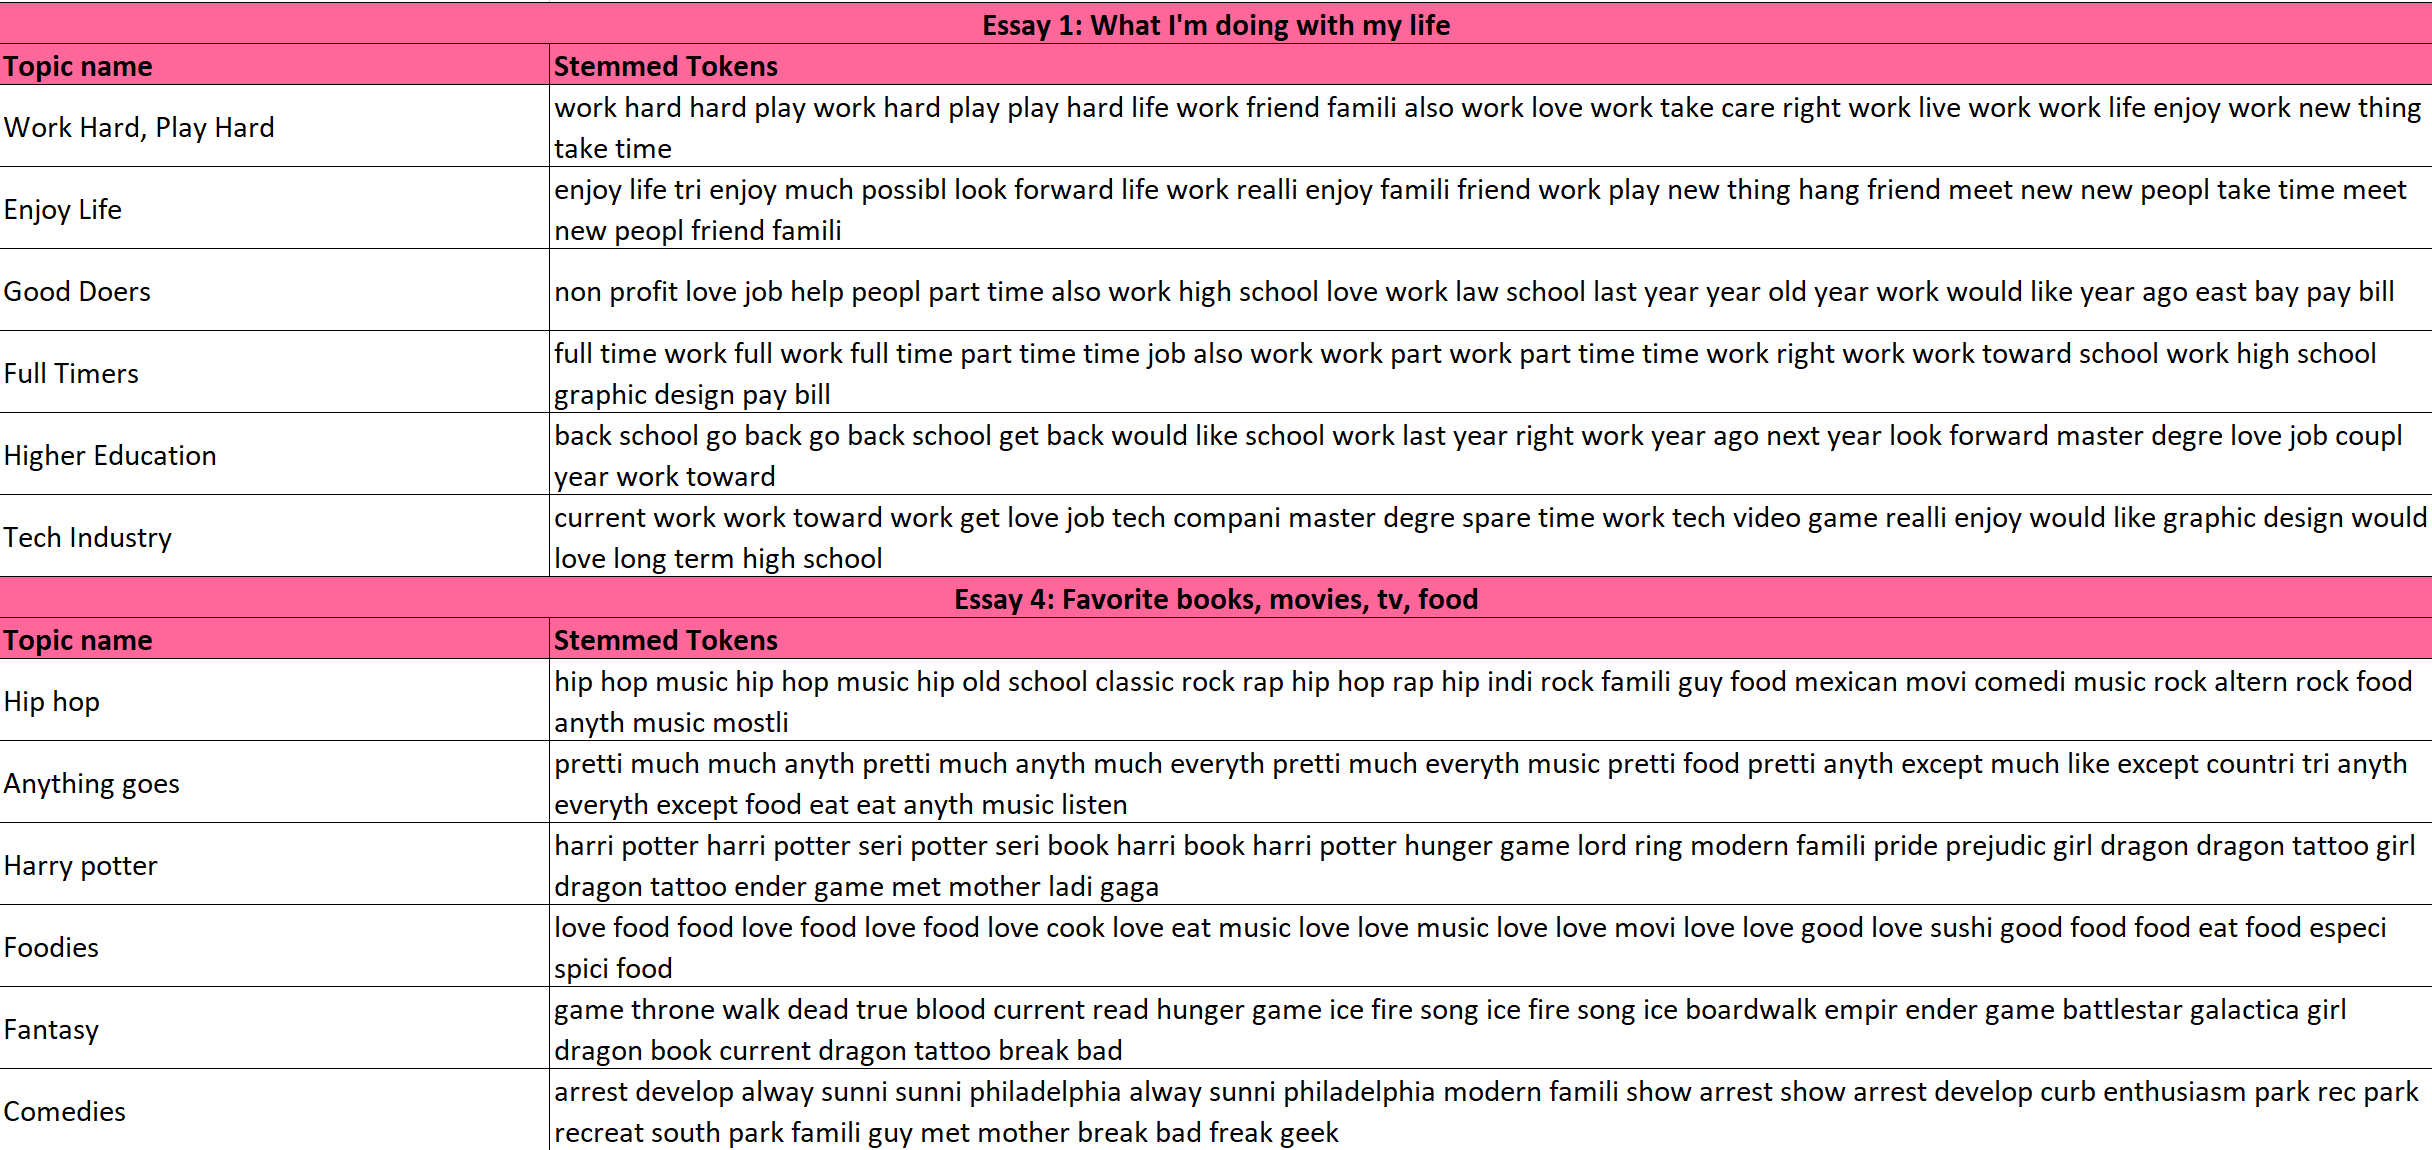 Essay 1: What I'm doing with my life
Topic name Stemmed Tokens
Work Hard, Play Hard work hard hard play work hard play play hard life work friend famili also work love work take care right work live work work life enjoy work new thing
take time
Enjoy Life enjoy life tri enjoy much possibl look forward life work realli enjoy famili friend work play new thing hang friend meet new new peopl take time meet
new peopl friend famili
Good Doers non profit love job help peopl part time also work high school love work law school last year year old year work would like year ago east bay pay bill
Full Timers full time work full work full time part time time job also work work part work part time time work right work work toward school work high school
graphic design pay bill
Higher Education back school go back go back school get back would like school work last year right work year ago next year look forward master degre love job coupl
year work toward
Tech Industry current work work toward work get love job tech compani master degre spare time work tech video game realli enjoy would like graphic design would
love long term high school
Essay 4: Favorite books, movies, tv, food
Topic name Stemmed Tokens
Hip hop hip hop music hip hop music hip old school classic rock rap hip hop rap hip indi rock famili guy food mexican movi comedi music rock altern rock food
anyth music mostli
Anything goes pretti much much anyth pretti much anyth much everyth pretti much everyth music pretti food pretti anyth except much like except countri tri anyth
everyth except food eat eat anyth music listen
Harry potter harri potter harri potter seri potter seri book harri book harri potter hunger game lord ring modern famili pride prejudic girl dragon dragon tattoo girl
dragon tattoo ender game met mother ladi gaga
Foodies love food food love food love food love cook love eat music love love music love love movi love love good love sushi good food food eat food especi
spici food
Fantasy game throne walk dead true blood current read hunger game ice fire song ice fire song ice boardwalk empir ender game battlestar galactica girl
dragon book current dragon tattoo break bad
Comedies arrest develop alway sunni sunni philadelphia alway sunni philadelphia modern famili show arrest show arrest develop curb enthusiasm park rec park
recreat south park famili guy met mother break bad freak geek